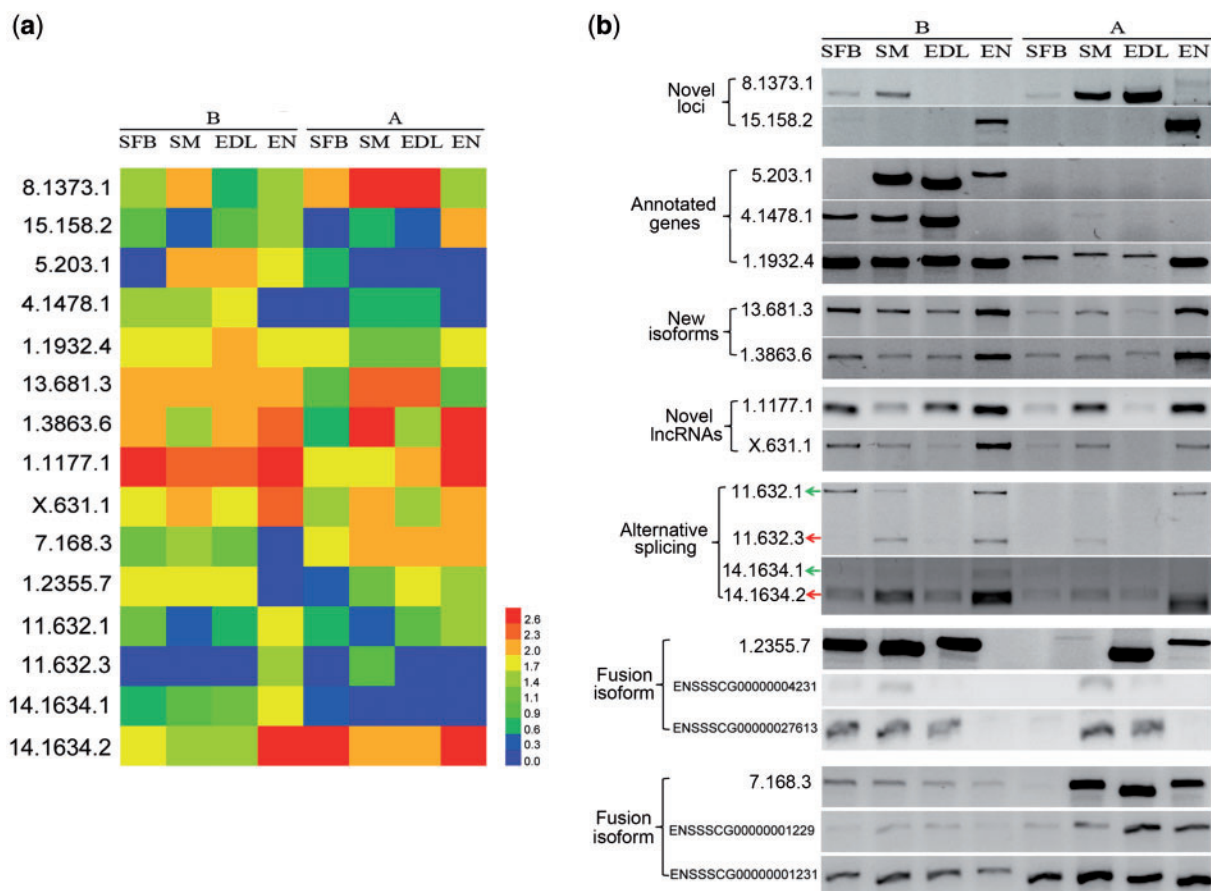 (a)
B A
SFB SM EDL EN SFB SM EDL EN
8.1373.1
15.158.2
5.203.1
4.1478.1
1.1932.4
13.681.3
1.3863.6
1.1177.1
X.631.1
7.168.3
1.2355.7
11.632.1
11.632.3
14.1634.1
14.1634.2
2.6
2.3
2.0
1.7
1.4
1.1
0.9
0.6
0.3
0.0
(b)
B A
SFB SM EDL EN SFB SM EDL EN
Novel
loci
8.1373.1
15.158.2
Annotated
genes
5.203.1
4.1478.1
1.1932.4
New
isoforms
13.681.3
1.3863.6
Novel
lncRNAs
1.1177.1
X.631.1
Alternative
splicing
11.632.1
11.632.3
14.1634.1
14.1634.2
Fusion
isoform
1.2355.7
ENSSSCG00000004231
ENSSSCG00000027613
Fusion
isoform
7.168.3
ENSSSCG00000001229
ENSSSCG00000001231